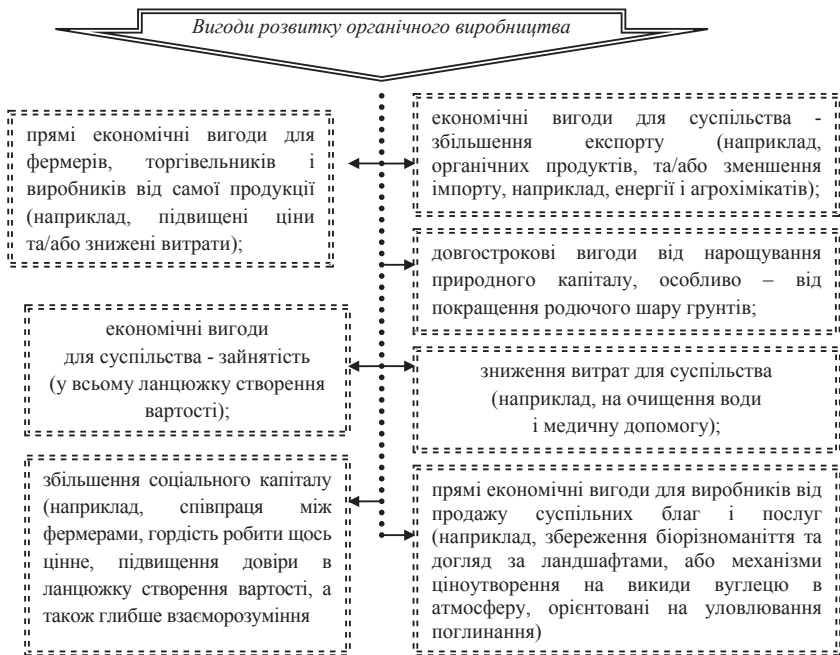 Вигоди розвитку органічного виробництва
прямі економічні вигоди для
фермерів, торгівельників і
виробників від самої продукції
(наприклад, підвищені ціни
та/або знижені витрати);
економічні вигоди для суспільства -
збільшення експорту (наприклад,
органічних продуктів, та/або зменшення
імпорту, наприклад, енергії і агрохімікатів);
довгострокові вигоди від нарощування
природного капіталу, особливо – від
покращення родючого шару грунтів;
економічні вигоди
для суспільства - зайнятість
(у всьому ланцюжку створення
вартості);
зниження витрат для суспільства
(наприклад, на очищення води
і медичну допомогу);
збільшення соціального капіталу
(наприклад, співпраця між
фермерами, гордість робити щось
цінне, підвищення довіри в
ланцюжку створення вартості, а
також глибше взаєморозуміння
прямі економічні вигоди для виробників від
продажу суспільних благ і послуг
(наприклад, збереження біорізноманіття та
догляд за ландшафтами, або механізми
ціноутворення на викиди вуглецю в
атмосферу, орієнтовані на уловлювання
поглинання)